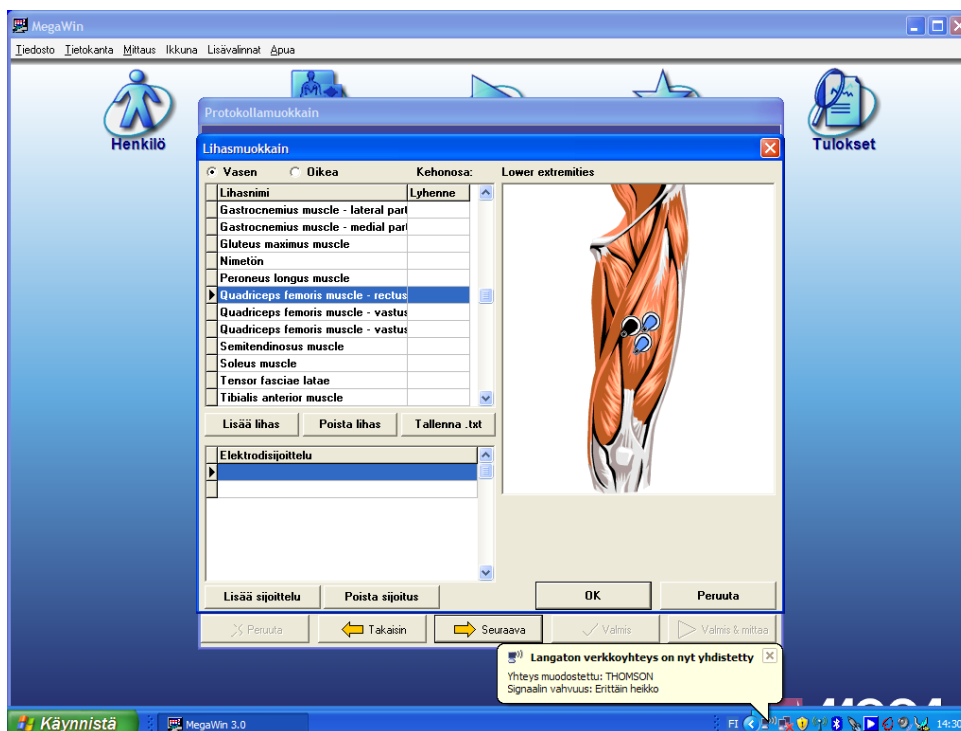 MegaWin
Tiedosto Tietokanta Mittaus Ikkuna Lisävalinnat Apua
Henkilö
Tulokset
Protokollamuokkain
Lihasmuokkain
Vasen Oikea Kehonosa: Lower extremities
Lihasnimi Lyhenne
Gastrocnemius muscle - lateral part
Gastrocnemius muscle - medial part
Gluteus maximus muscle
Nimetön
Peroneus longus muscle
Quadriceps femoris muscle - rectus
Quadriceps femoris muscle - vastus
Quadriceps femoris muscle - vastus
Semitendinosus muscle
Soleus muscle
Tensor fasciae latae
Tibialis anterior muscle
Lisää lihas Poista lihas Tallenna .txt
Elektrodisijoittelu
Lisää sijoittelu Poista sijoitus OK Peruuta
Peruuta Takaisin Seuraava Valmis Valmis & mittaa
Langaton verkkoyhteys on nyt yhdistetty
Yhteys muodostettu: THOMSON
Signaalin vahvuus: Erittäin heikko
Käynnistä MegaWin 3.0 FI 14:30